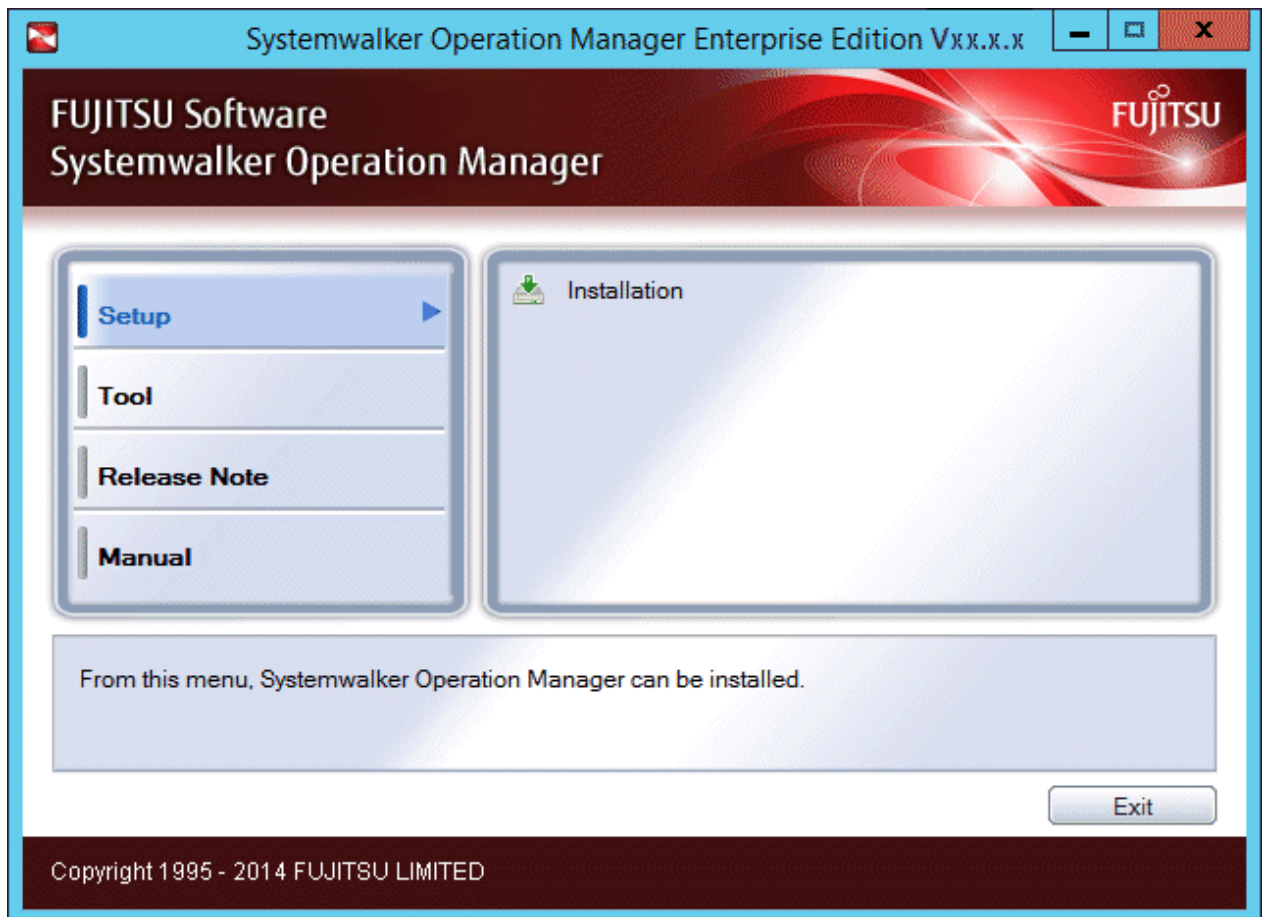 Systemwalker Operation Manager Enterprise Edition Vxx.x.x
FUJITSU Software
Systemwalker Operation Manager
FUJITSU
Setup
Tool
Release Note
Manual
Installation
From this menu, Systemwalker Operation Manager can be installed.
Exit
Copyright 1995 - 2014 FUJITSU LIMITED